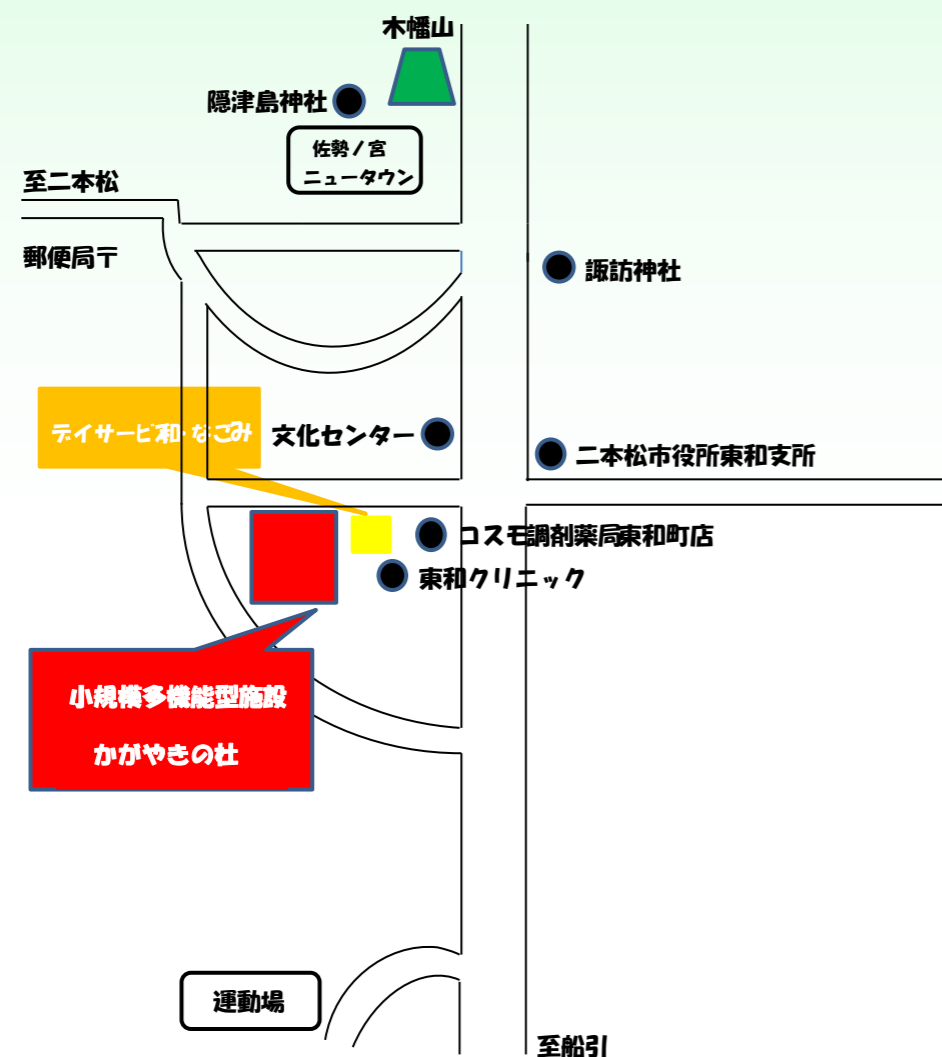 木幡山
隠津島神社
佐勢ノ宮
ニュータウン
至二本松
郵便局〒
諏訪神社
デイサービ和・なごみ
文化センター
二本松市役所東和支所
コスモ調剤薬局東和町店
東和クリニック
小規模多機能型施設
かがやきの杜
運動場
至船引